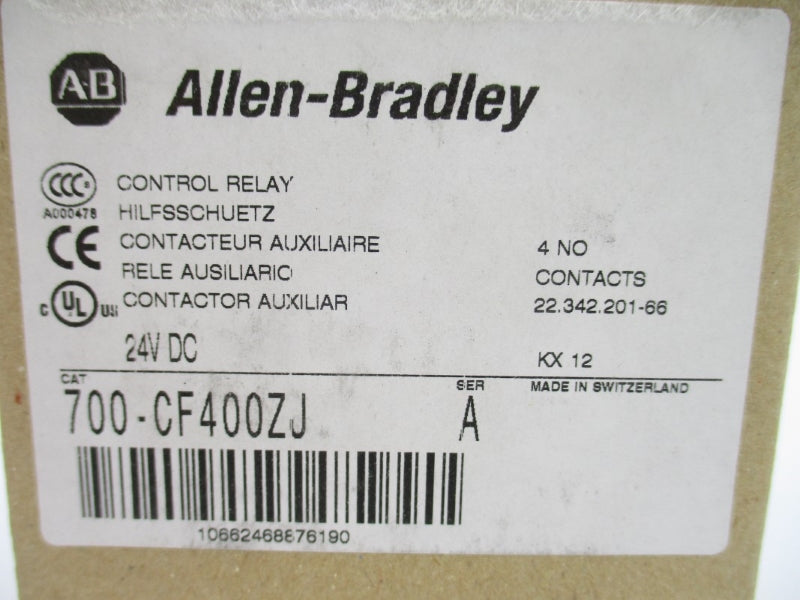 AB Allen-Bradley
CCC
A000478
CONTROL RELAY
HILFSSCHUETZ
CE CONTACTEUR AUXILIAIRE 4 NO
RELE AUSILIARIO CONTACTS
C UL US CONTACTOR AUXILIAR 22.342.201-66
24V DC KX 12
CAT SER MADE IN SWITZERLAND
700-CF400ZJ A
10662468876190